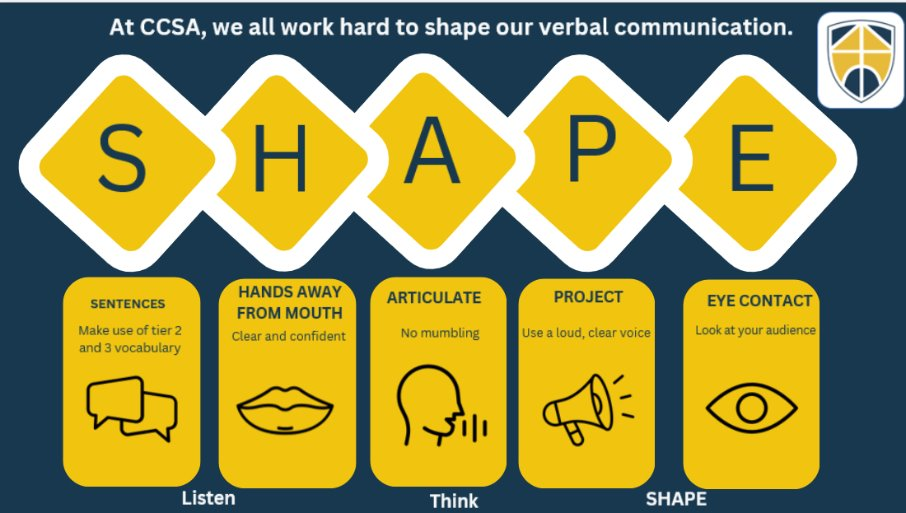 At CCSA, we all work hard to shape our verbal communication.
S H A P E
SENTENCES
Make use of tier 2
and 3 vocabulary
HANDS AWAY
FROM MOUTH
Clear and confident
ARTICULATE
No mumbling
PROJECT
Use a loud, clear voice
EYE CONTACT
Look at your audience
Listen
Think
SHAPE